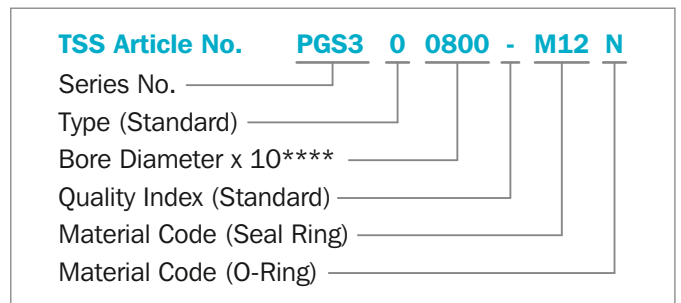 TSS Article No. PGS3 0 0800 - M12 N
Series No.
Type (Standard)
Bore Diameter x 10****
Quality Index (Standard)
Material Code (Seal Ring)
Material Code (O-Ring)